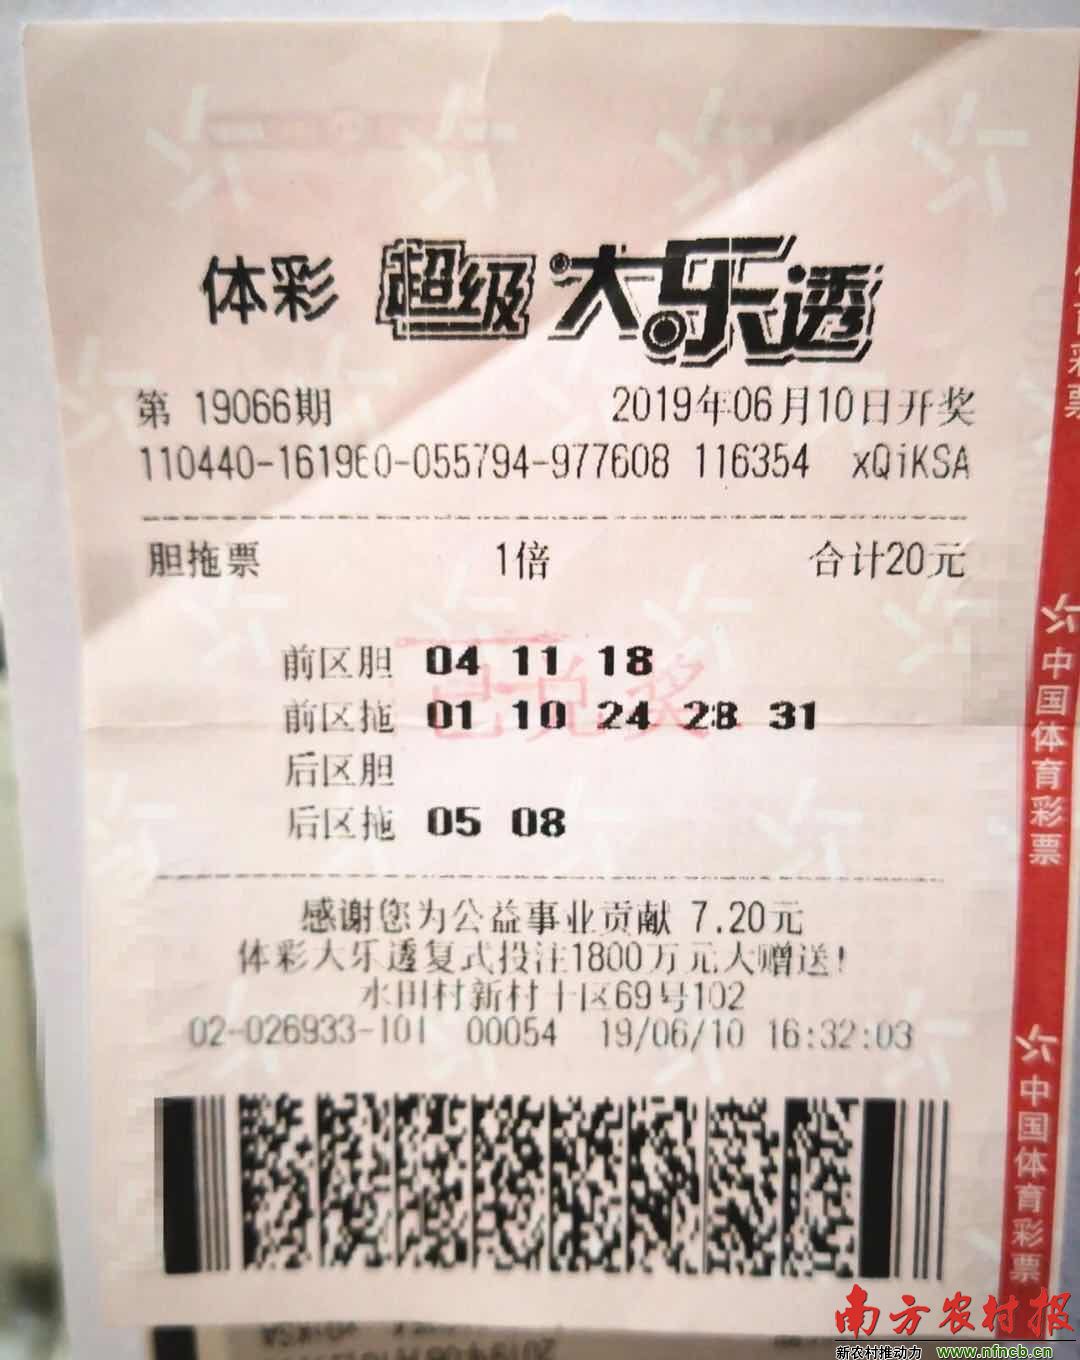 体彩 超级大乐透
第 19066期 2019年06月10日开奖
110440-161960-055794-977608 116354 xQiKSA
胆拖票 1倍 合计20元
前区胆 04 11 18
前区拖 01 10 24 28 31
已兑奖
后区胆
后区拖 05 08
感谢您为公益事业贡献 7.20元
体彩大乐透复式投注1800万元大赠送!
水田村新村十区69号102
02-026933-101 00054 19/06/10 16:32:03
中国体育彩票
中国体育彩票
南方农村报
新农村推动力 www.nfncb.cn